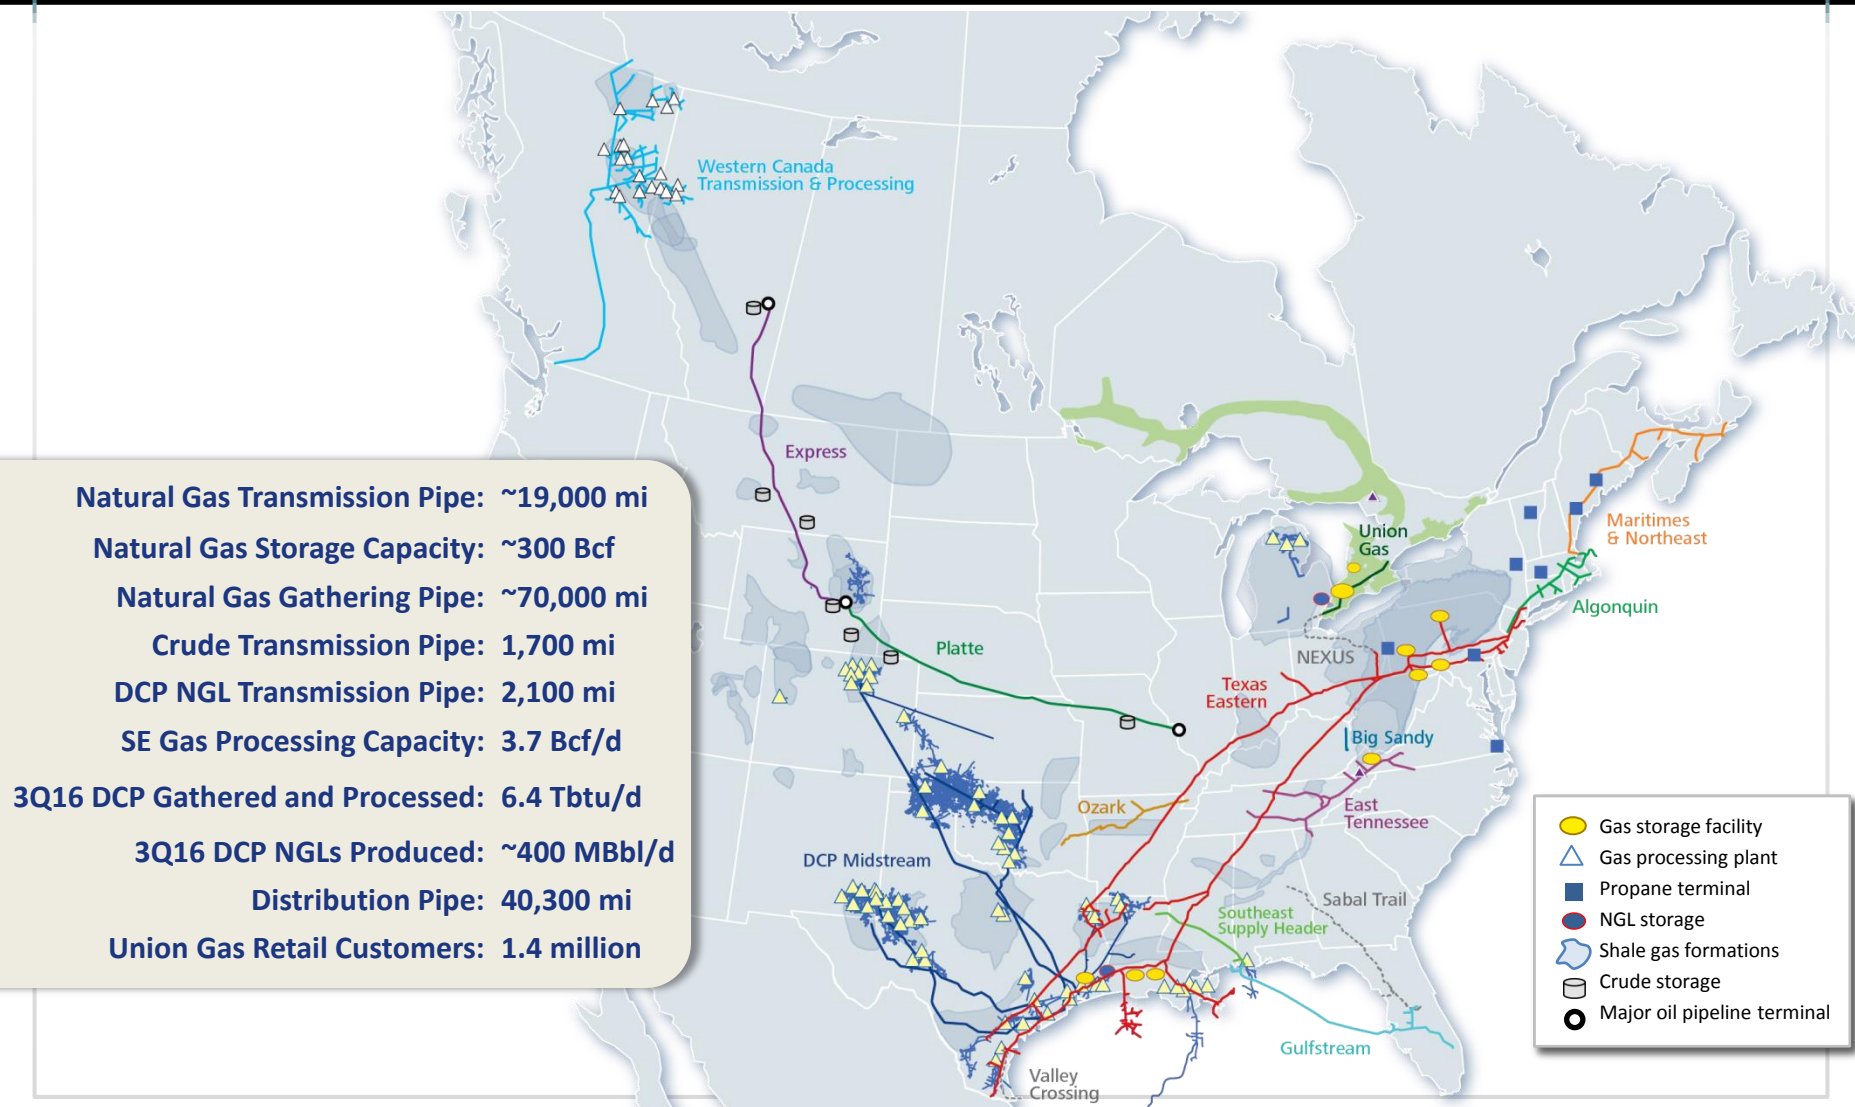 Western Canada
Transmission & Processing
Express
Natural Gas Transmission Pipe: ~19,000 mi
Natural Gas Storage Capacity: ~300 Bcf
Natural Gas Gathering Pipe: ~70,000 mi
Crude Transmission Pipe: 1,700 mi
DCP NGL Transmission Pipe: 2,100 mi
SE Gas Processing Capacity: 3.7 Bcf/d
3Q16 DCP Gathered and Processed: 6.4 Tbtu/d
3Q16 DCP NGLs Produced: ~400 MBbl/d
Distribution Pipe: 40,300 mi
Union Gas Retail Customers: 1.4 million
Union
Gas
Maritimes
& Northeast
Algonquin
Platte
NEXUS
Texas
Eastern
Big Sandy
Ozark
East
Tennessee
DCP Midstream
Sabal Trail
Southeast
Supply Header
Gulfstream
Valley
Crossing
Gas storage facility
Gas processing plant
Propane terminal
NGL storage
Shale gas formations
Crude storage
Major oil pipeline terminal